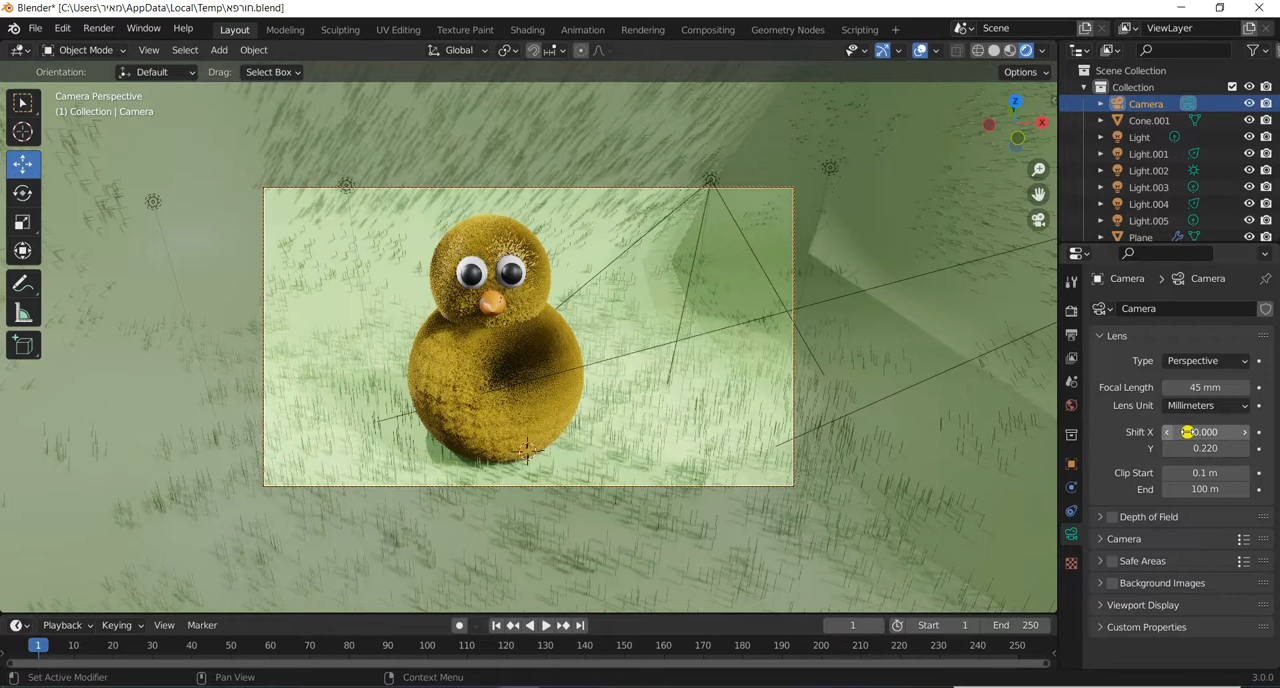 Blender* [C:\Users\מאיר\AppData\Local\Temp\חורפא.blend]
File Edit Render Window Help Layout Modeling Sculpting UV Editing Texture Paint Shading Animation Rendering Compositing Geometry Nodes Scripting + Scene ViewLayer
Object Mode View Select Add Object Global
Orientation: Default Drag: Select Box Options
Camera Perspective
(1) Collection | Camera
Z
X
Scene Collection
Collection
Camera
Cone.001
Light
Light.001
Light.002
Light.003
Light.004
Light.005
Plane
Camera Camera
Camera
Lens
Type Perspective
Focal Length 45 mm
Lens Unit Millimeters
Shift X 0.000
Y 0.220
Clip Start 0.1 m
End 100 m
Depth of Field
Camera
Safe Areas
Background Images
Viewport Display
Custom Properties
Playback Keying View Marker 1 Start 1 End 250
1 10 20 30 40 50 60 70 80 90 100 110 120 130 140 150 160 170 180 190 200 210 220 230 240 250
Set Active Modifier Pan View Context Menu 3.0.0